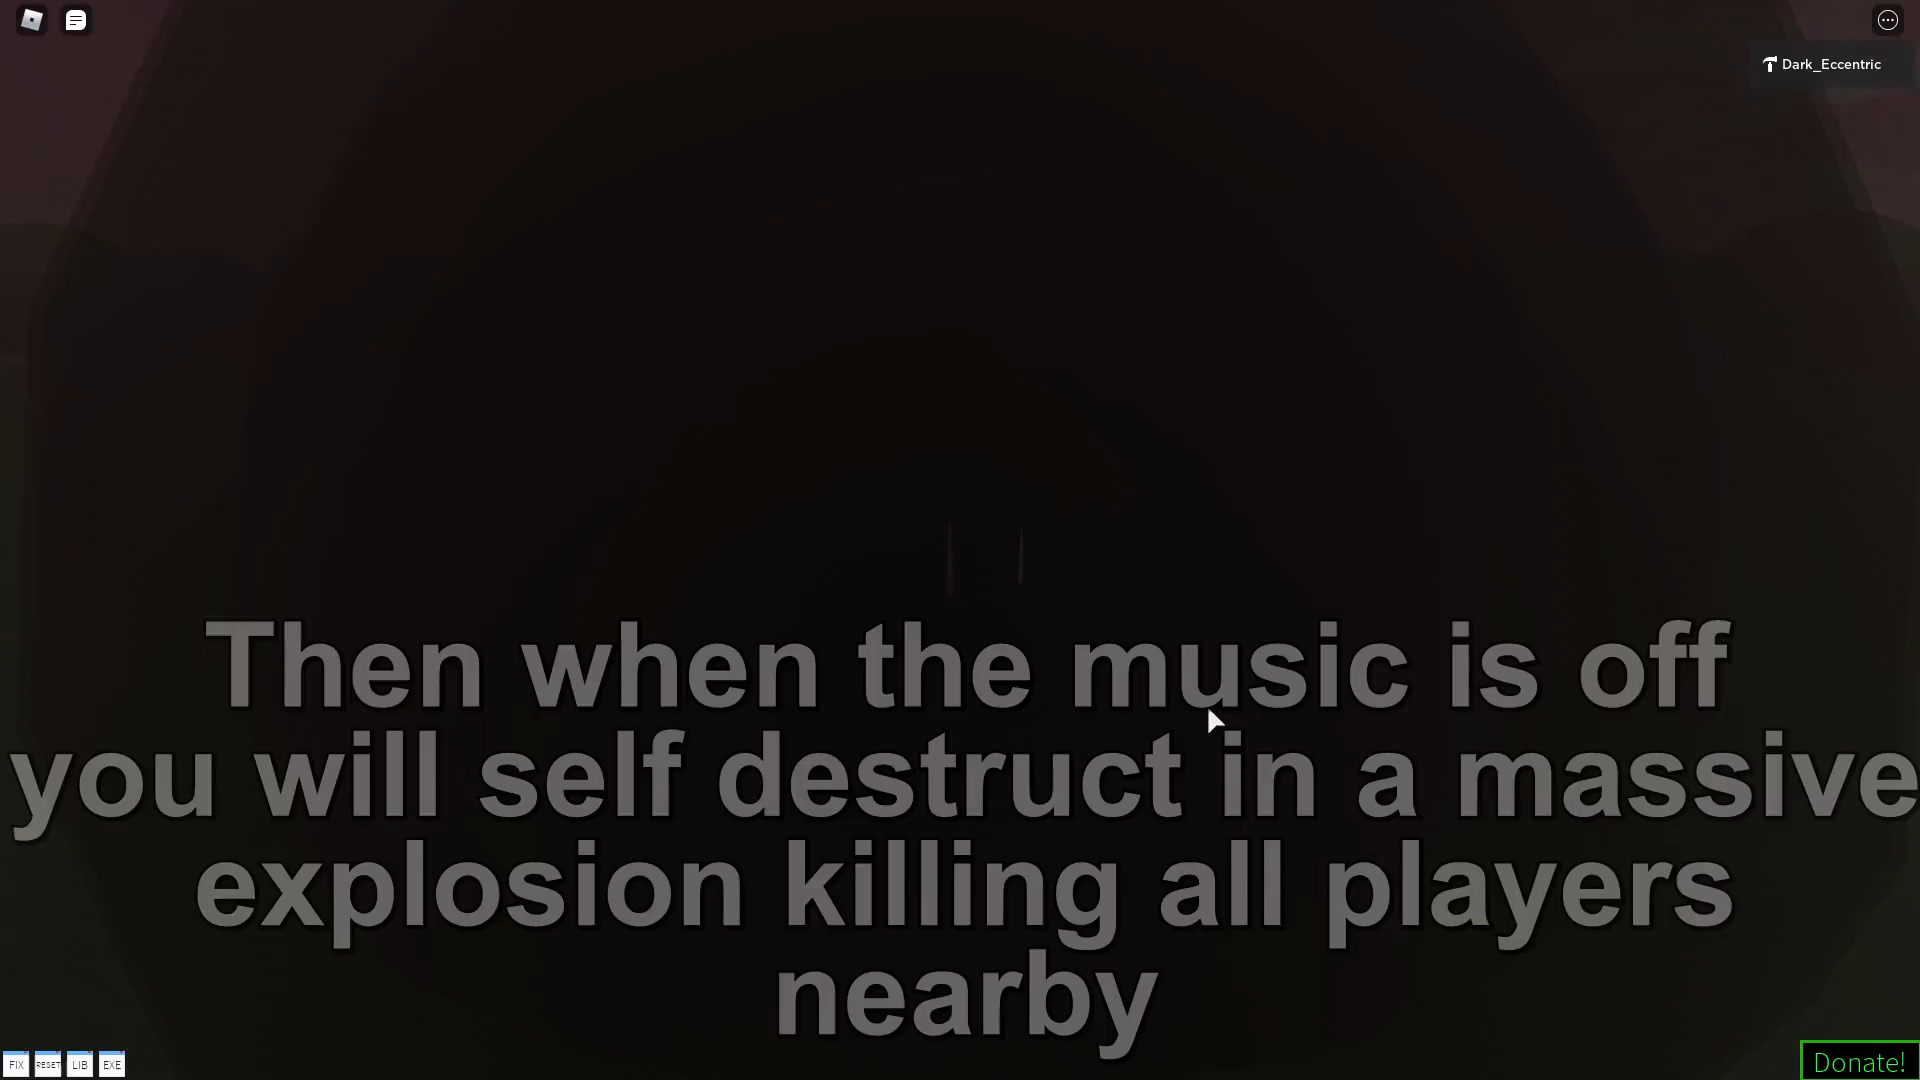 Dark_Eccentric
Then when the music is off
you will self destruct in a massive
explosion killing all players
nearby
FIX
RESET
LIB
EXE
Donate!